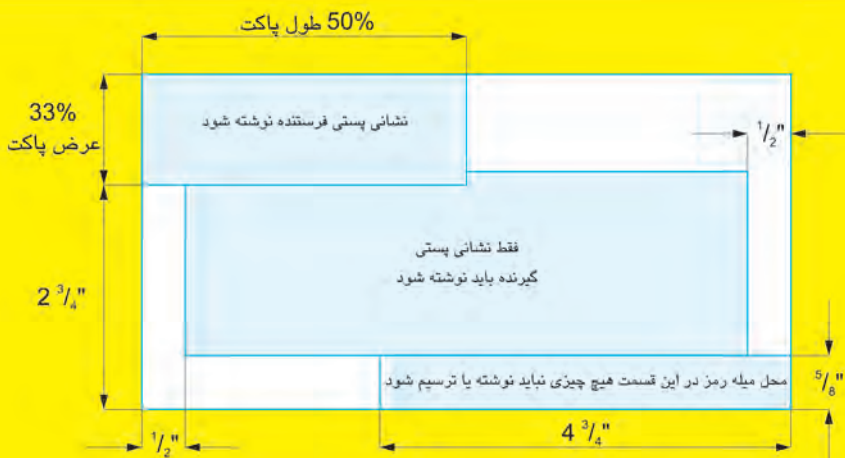 50% طول پاکت
33%
عرض پاکت
نشانی پستی فرستنده نوشته شود
1/2"
فقط نشانی پستی
گیرنده باید نوشته شود
2 3/4"
محل میله رمز در این قسمت هیچ چیزی نباید نوشته یا ترسیم شود
5/8"
1/2"
4 3/4"